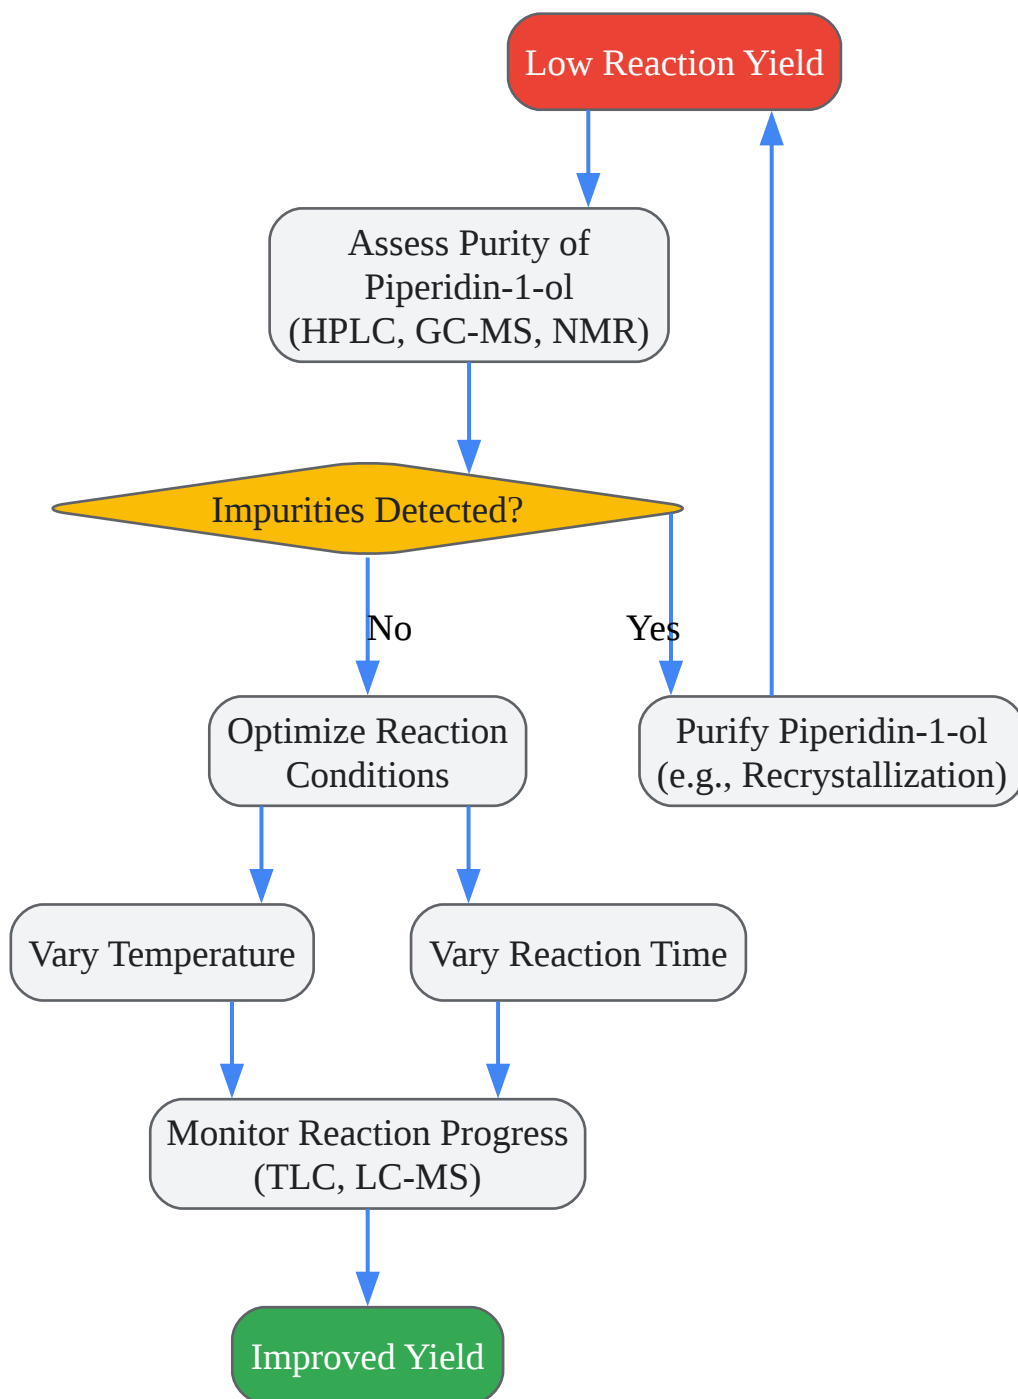 Low Reaction Yield
Assess Purity of
Piperidin-1-ol
(HPLC, GC-MS, NMR)
Impurities Detected?
No
Yes
Optimize Reaction
Conditions
Purify Piperidin-1-ol
(e.g., Recrystallization)
Vary Temperature
Vary Reaction Time
Monitor Reaction Progress
(TLC, LC-MS)
Improved Yield